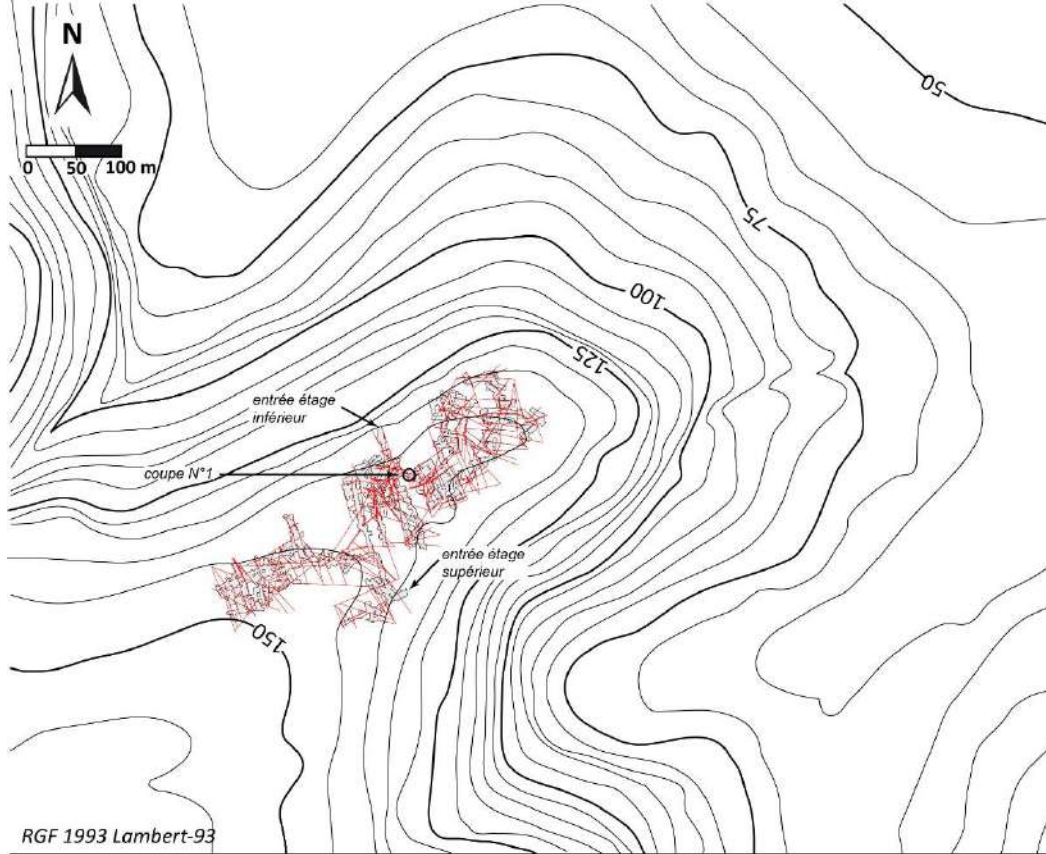 N
0 50 100 m
50
75
100
125
entrée étage
inférieur
coupe N°1
entrée étage
supérieur
150
RGF 1993 Lambert-93